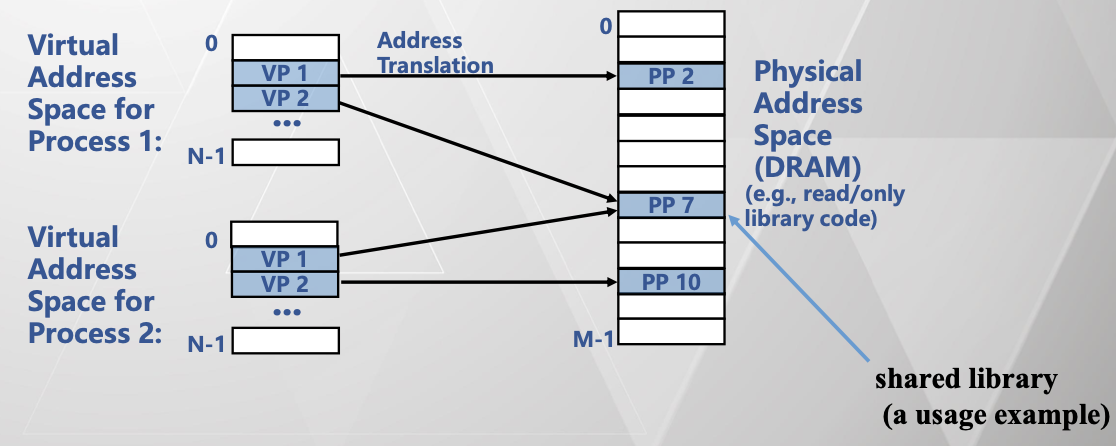 Virtual
Address
Space for
Process 1:
0
VP 1
VP 2
...
N-1
Address
Translation
0
PP 2
PP 7
PP 10
M-1
Physical
Address
Space
(DRAM)
(e.g., read/only
library code)
Virtual
Address
Space for
Process 2:
0
VP 1
VP 2
...
N-1
shared library
(a usage example)